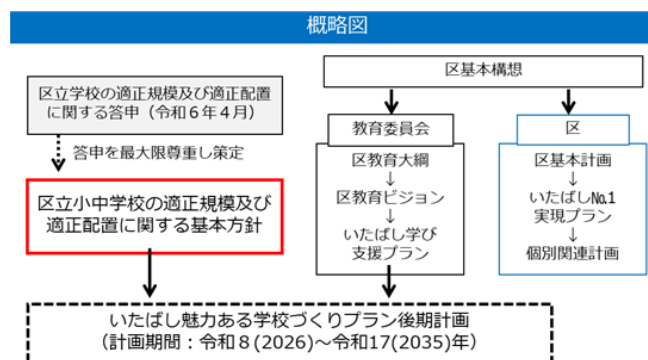 概略図
区立学校の適正規模及び適正配置
に関する答申（令和６年４月）
答申を最大限尊重し策定
区立小中学校の適正規模及び
適正配置に関する基本方針
区基本構想
教育委員会
区教育大綱
↓
区教育ビジョン
↓
いたばし学び
支援プラン
区
区基本計画
↓
いたばしNo.1
実現プラン
↓
個別関連計画
いたばし魅力ある学校づくりプラン後期計画
（計画期間：令和８(2026)～令和17(2035)年）